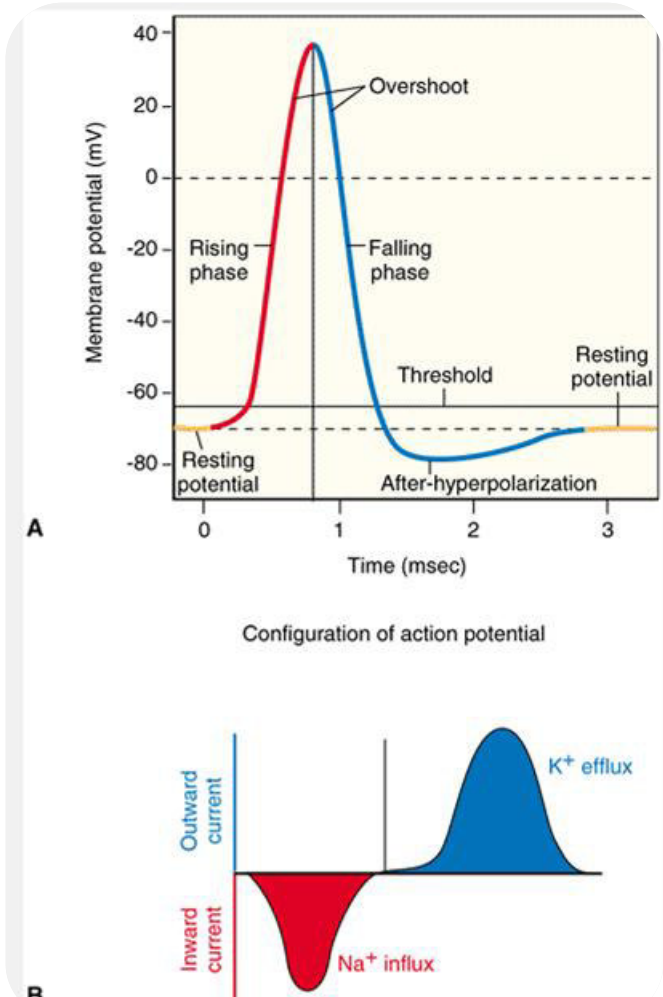 40
20
0
-20
-40
-60
-80
Membrane potential (mV)
Overshoot
Rising
phase
Falling
phase
Threshold
Resting
potential
Resting
potential
After-hyperpolarization
A
0
1
2
3
Time (msec)
Configuration of action potential
Outward
current
K⁺ efflux
Inward
current
Na⁺ influx
B